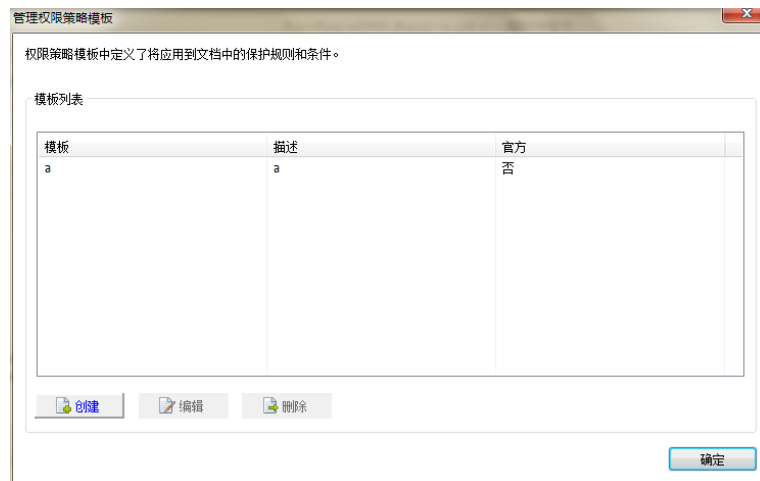 管理权限策略模板
权限策略模板中定义了将应用到文档中的保护规则和条件。
模板列表
模板 描述 官方
a a 否
创建 编辑 删除
确定